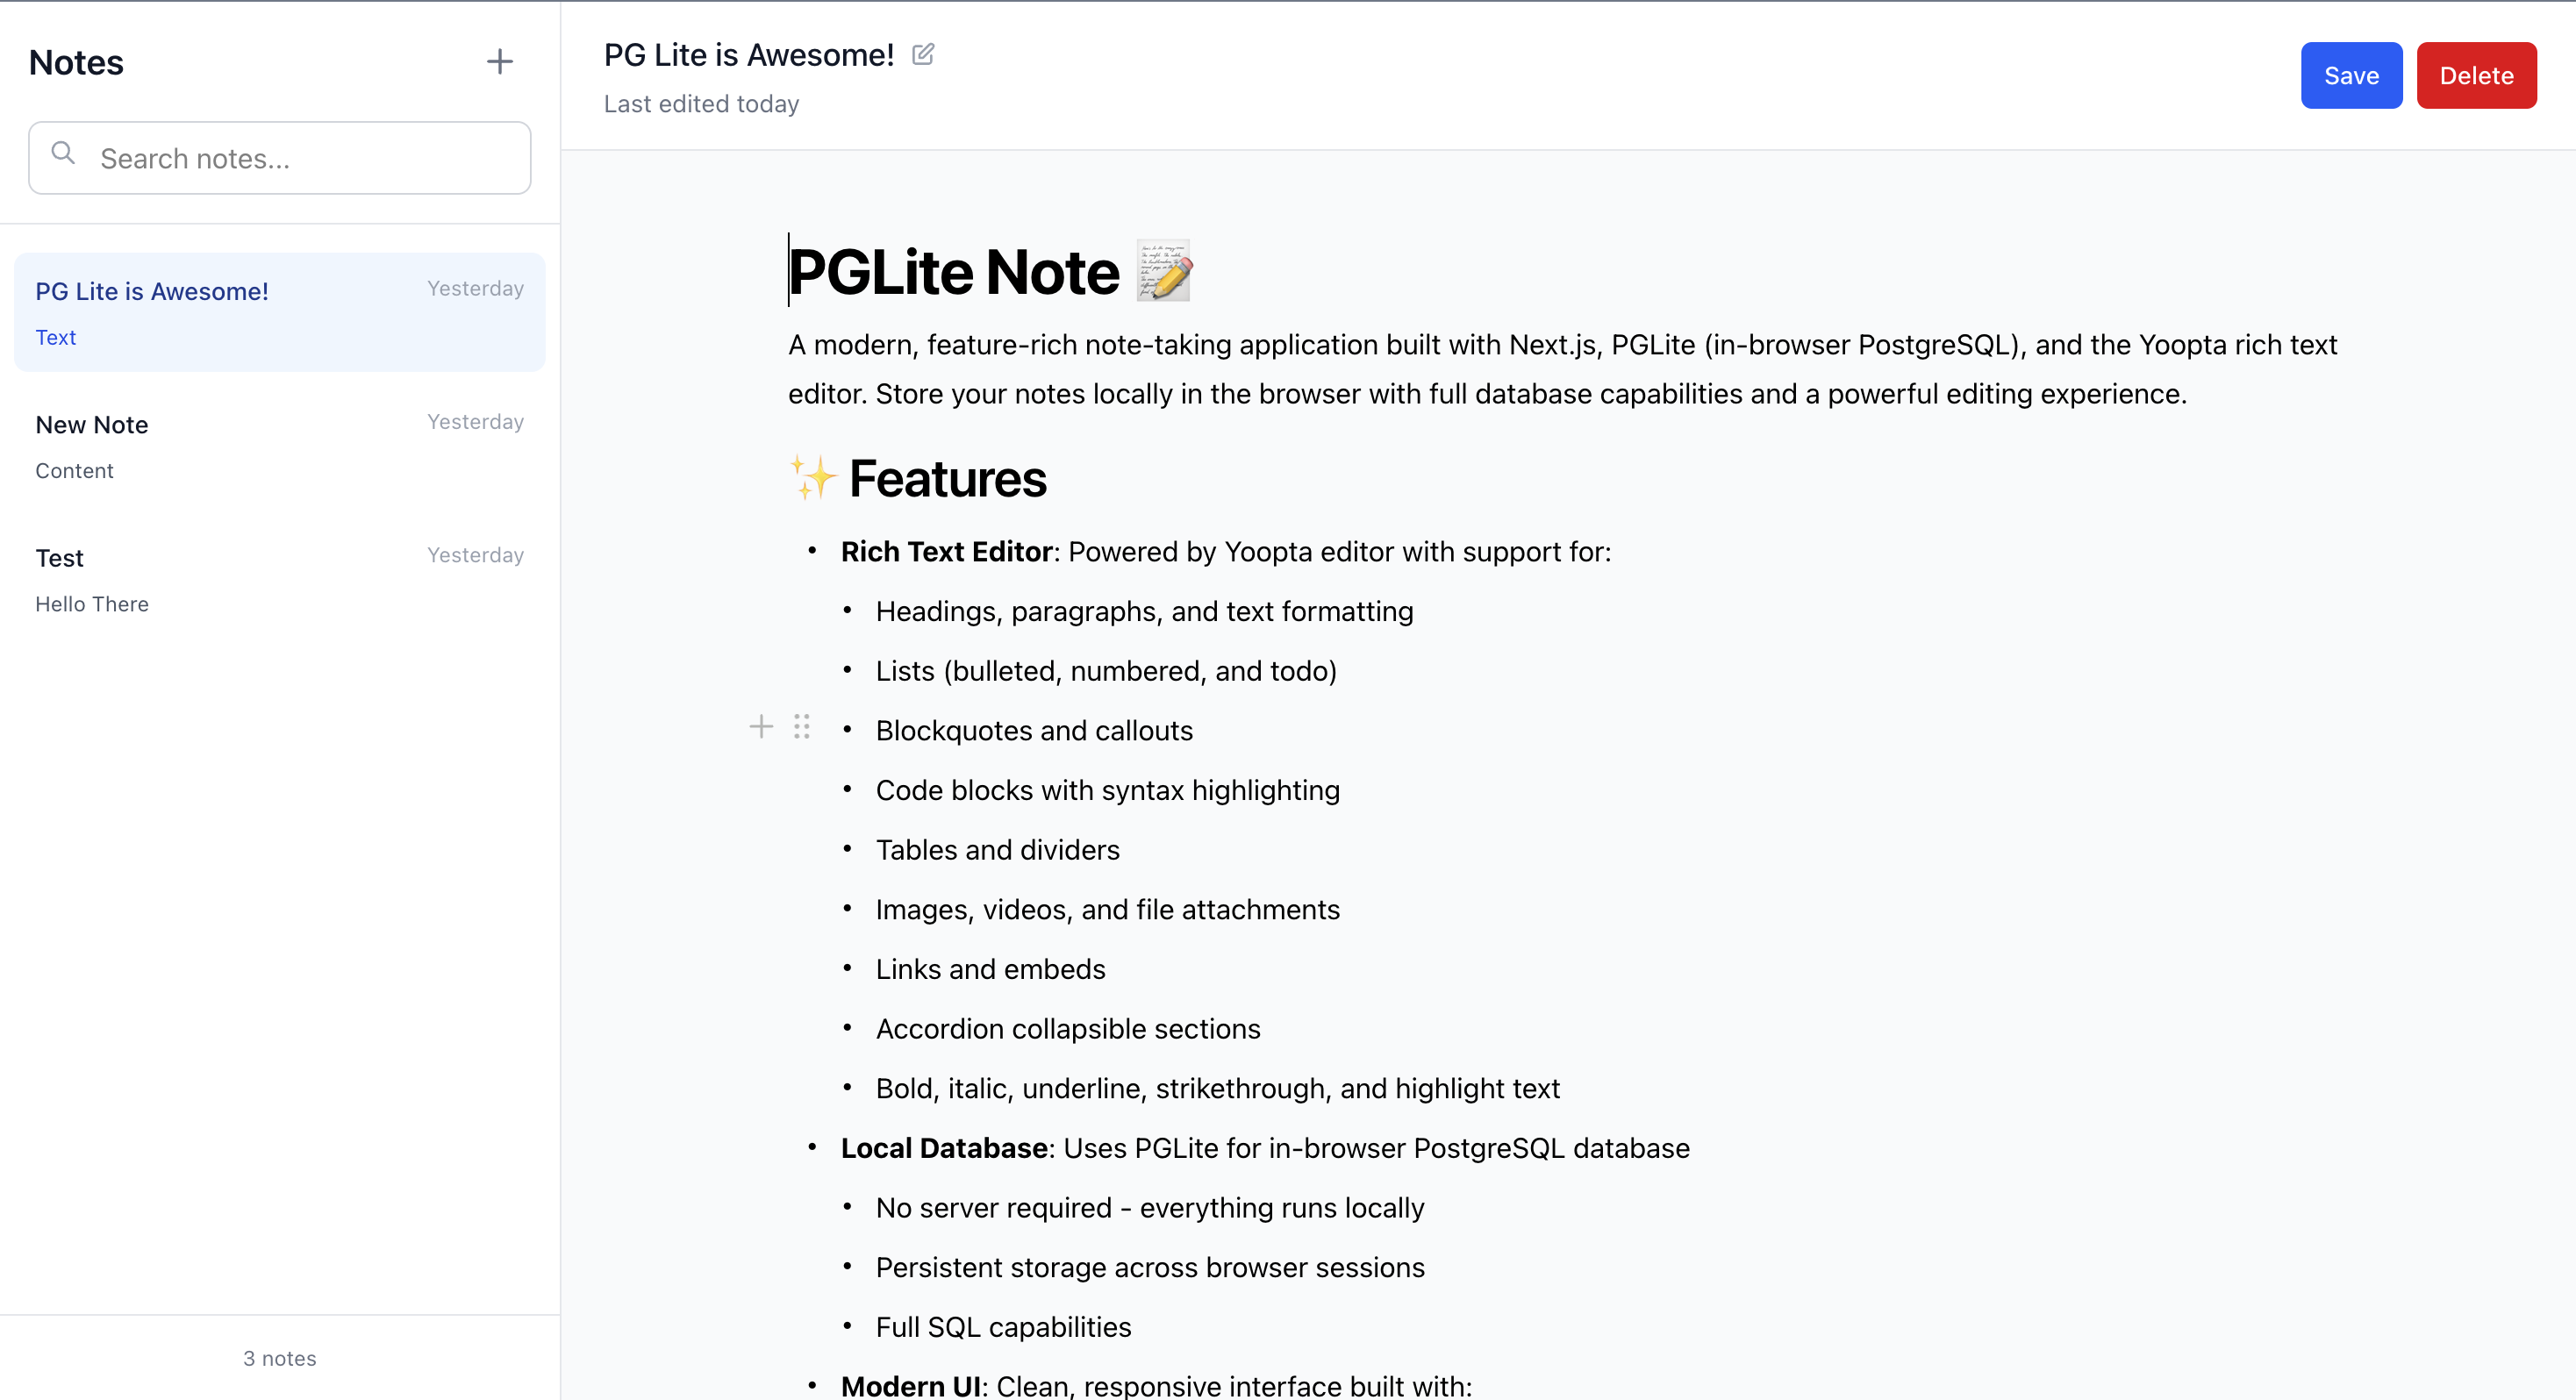 Notes
Search notes...
PG Lite is Awesome!
Yesterday
Text
New Note
Yesterday
Content
Test
Yesterday
Hello There
3 notes
PG Lite is Awesome!
Last edited today
Save
Delete
PGLite Note 📝
A modern, feature-rich note-taking application built with Next.js, PGLite (in-browser PostgreSQL), and the Yoopta rich text
editor. Store your notes locally in the browser with full database capabilities and a powerful editing experience.
✨ Features
• Rich Text Editor: Powered by Yoopta editor with support for:
• Headings, paragraphs, and text formatting
• Lists (bulleted, numbered, and todo)
• Blockquotes and callouts
• Code blocks with syntax highlighting
• Tables and dividers
• Images, videos, and file attachments
• Links and embeds
• Accordion collapsible sections
• Bold, italic, underline, strikethrough, and highlight text
• Local Database: Uses PGLite for in-browser PostgreSQL database
• No server required - everything runs locally
• Persistent storage across browser sessions
• Full SQL capabilities
• Modern UI: Clean, responsive interface built with: